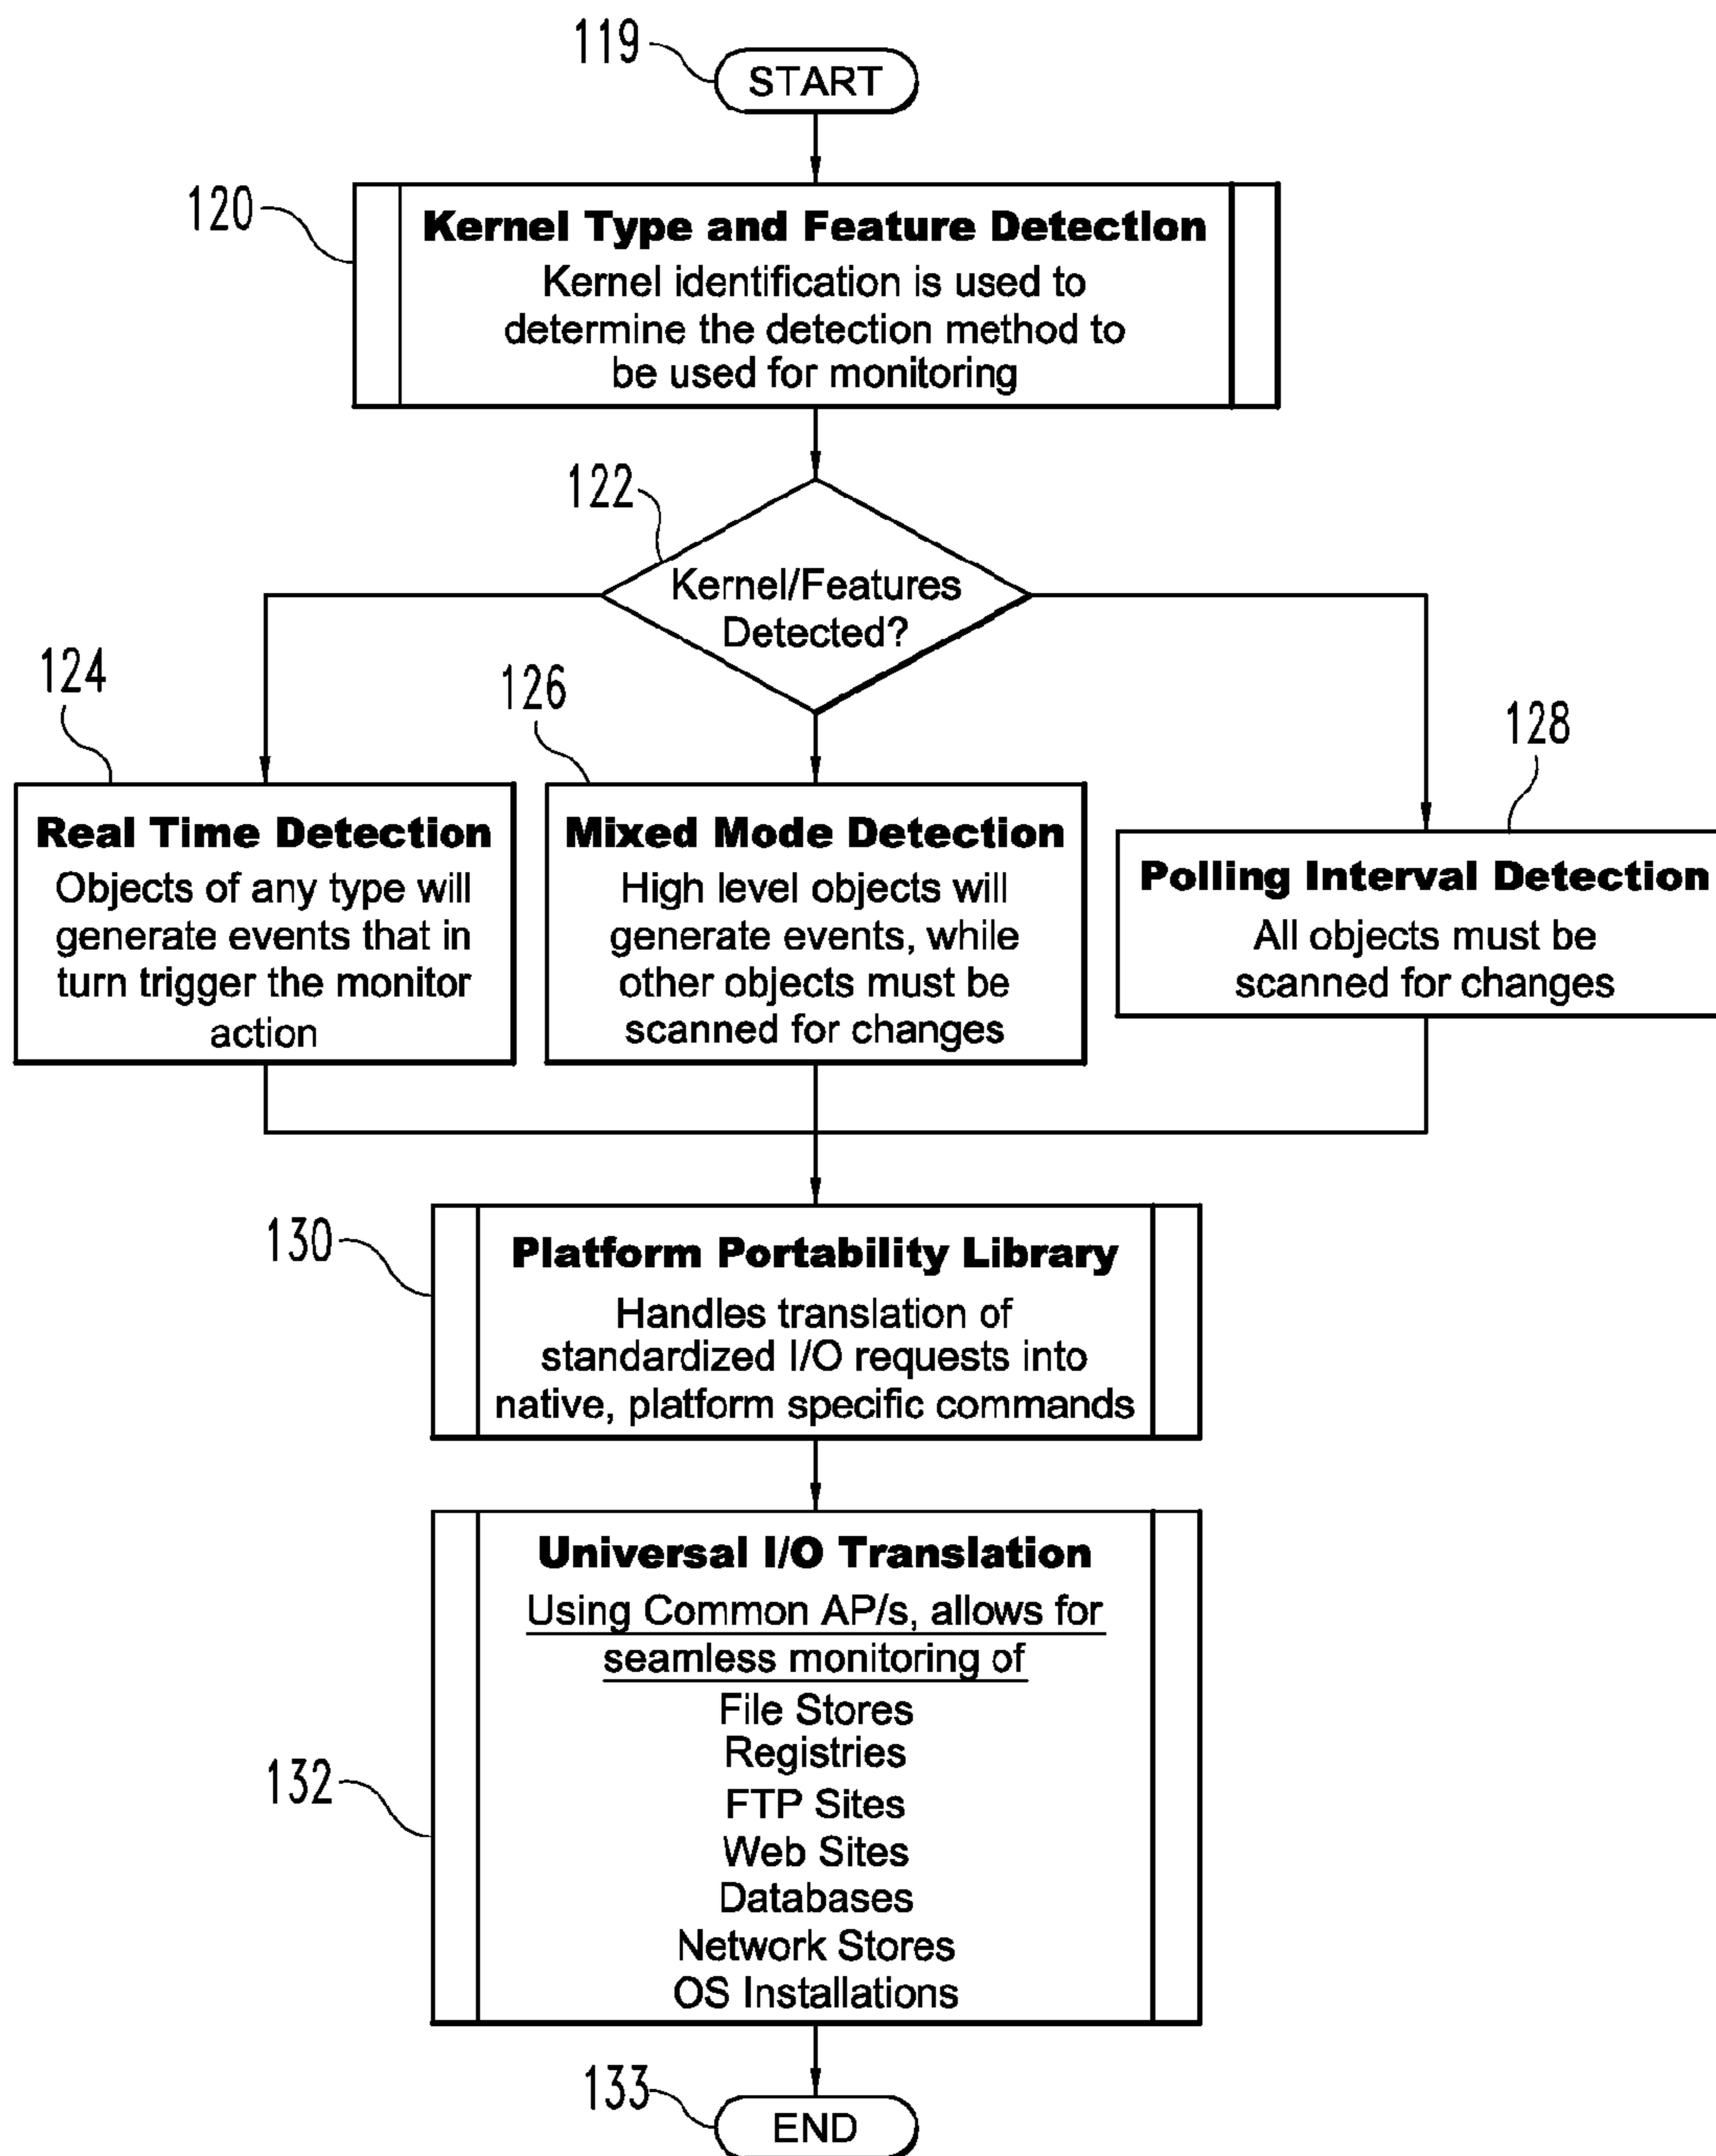 119
START
120
Kernel Type and Feature Detection
Kernel identification is used to
determine the detection method to
be used for monitoring
122
Kernel/Features
Detected?
124
Real Time Detection
Objects of any type will
generate events that in
turn trigger the monitor
action
126
Mixed Mode Detection
High level objects will
generate events, while
other objects must be
scanned for changes
128
Polling Interval Detection
All objects must be
scanned for changes
130
Platform Portability Library
Handles translation of
standardized I/O requests into
native, platform specific commands
132
Universal I/O Translation
Using Common AP/s, allows for
seamless monitoring of
File Stores
Registries
FTP Sites
Web Sites
Databases
Network Stores
OS Installations
133
END